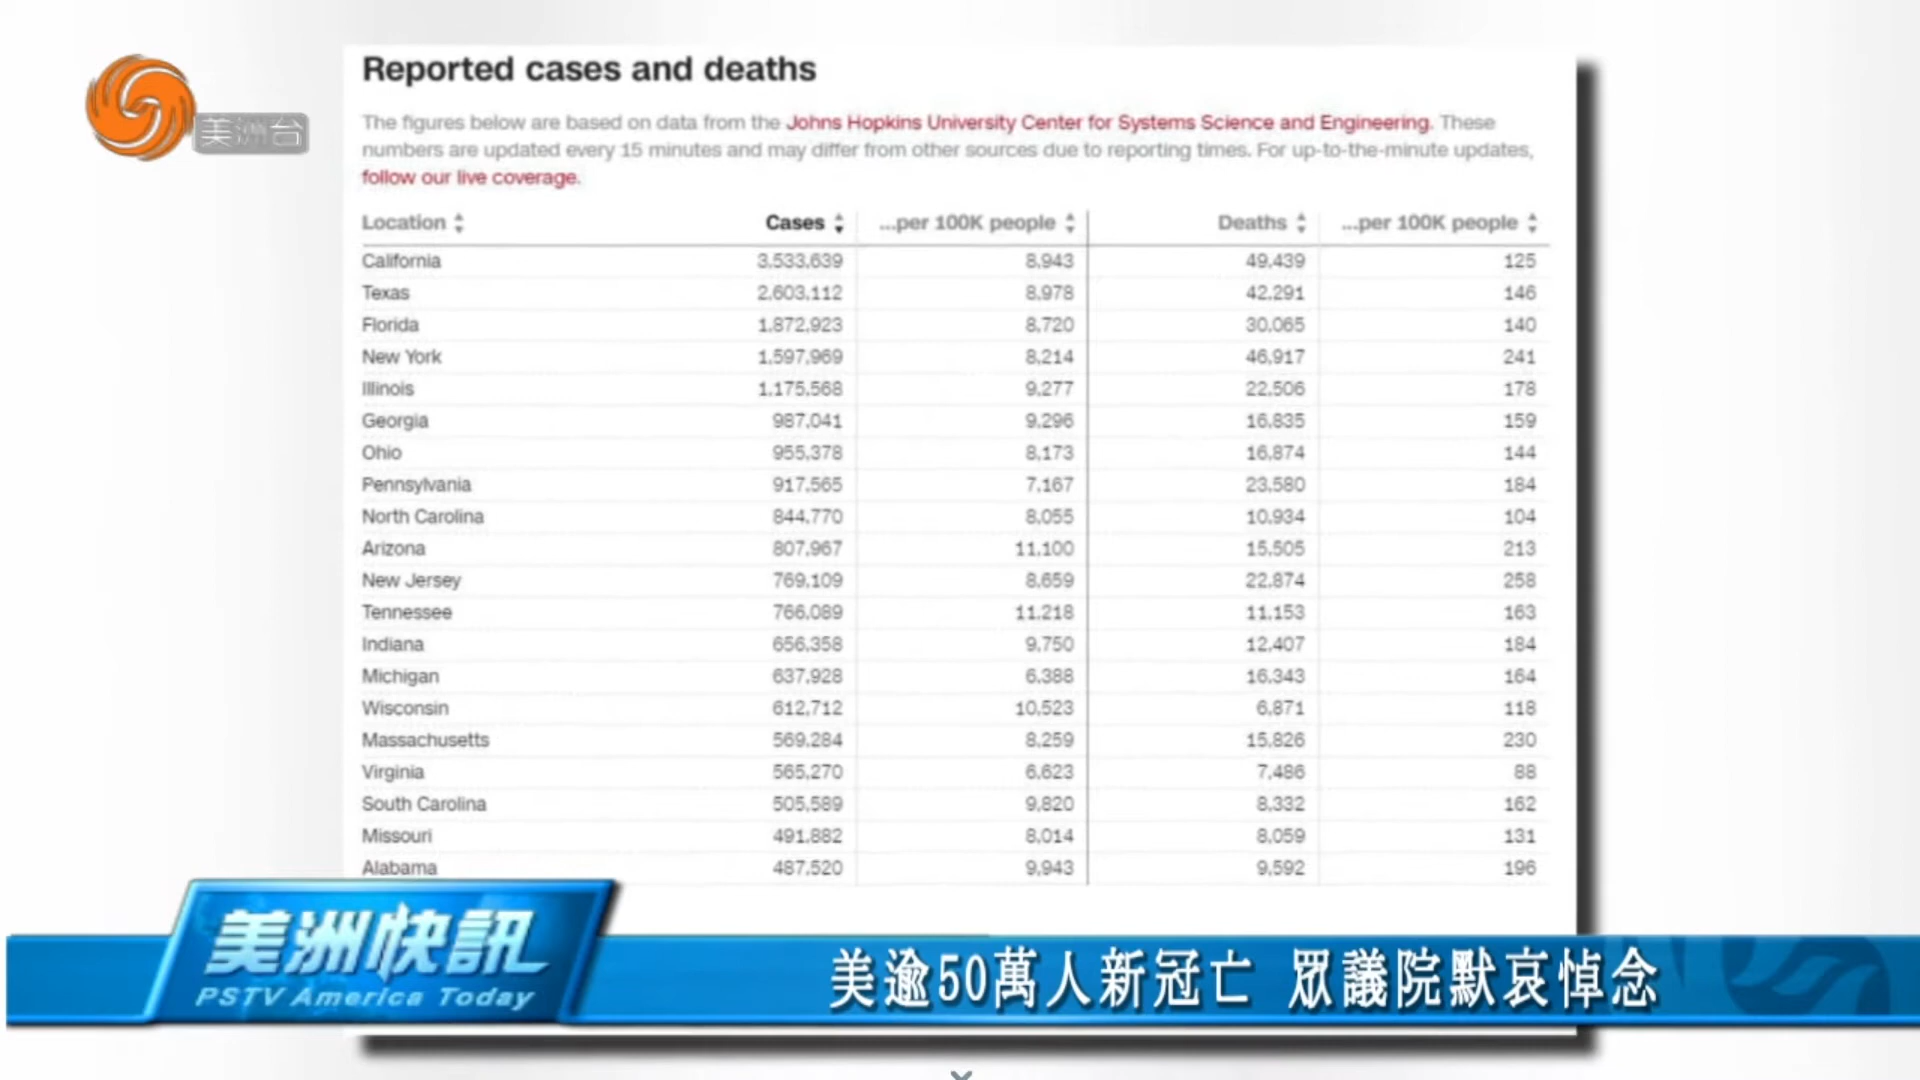 美洲台
Reported cases and deaths
The figures below are based on data from the Johns Hopkins University Center for Systems Science and Engineering. These
numbers are updated every 15 minutes and may differ from other sources due to reporting times. For up-to-the-minute updates,
follow our live coverage.
Location Cases ...per 100K people Deaths ...per 100K people
California 3,533,639 8,943 49,439 125
Texas 2,603,112 8,978 42,291 146
Florida 1,872,923 8,720 30,065 140
New York 1,597,969 8,214 46,917 241
Illinois 1,175,568 9,277 22,506 178
Georgia 987,041 9,296 16,835 159
Ohio 955,378 8,173 16,874 144
Pennsylvania 917,565 7,167 23,580 184
North Carolina 844,770 8,055 10,934 104
Arizona 807,967 11,100 15,505 213
New Jersey 769,109 8,659 22,874 258
Tennessee 766,089 11,218 11,153 163
Indiana 656,358 9,750 12,407 184
Michigan 637,928 6,388 16,343 164
Wisconsin 612,712 10,523 6,871 118
Massachusetts 569,284 8,259 15,826 230
Virginia 565,270 6,623 7,486 88
South Carolina 505,589 9,820 8,332 162
Missouri 491,882 8,014 8,059 131
Alabama 487,520 9,943 9,592 196
美洲快訊
PSTV America Today
美逾50萬人新冠亡 眾議院默哀悼念